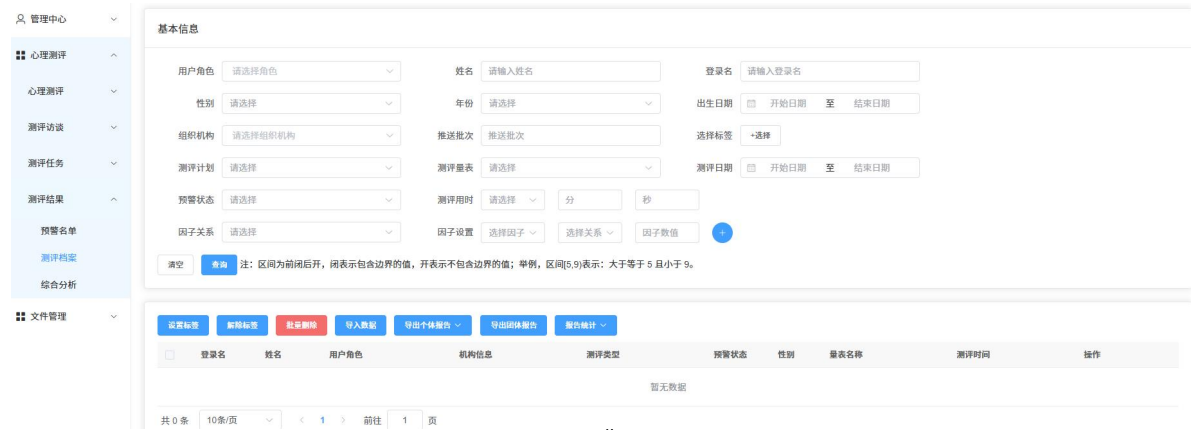 管理中心
心理测评
心理测评
测评访谈
测评任务
测评结果
预警名单
测评档案
综合分析
文件管理
基本信息
用户角色 请选择角色 姓名 请输入姓名 登录名 请输入登录名
性别 请选择 年份 请选择 出生日期 开始日期 至 结束日期
组织机构 请选择组织机构 推送批次 推送批次 选择标签 +选择
测评计划 请选择 测评量表 请选择 测评日期 开始日期 至 结束日期
预警状态 请选择 测评用时 请选择 分 秒
因子关系 请选择 因子设置 选择因子 选择关系 因子数值 +
清空 查询 注：区间为前闭后开，闭表示包含边界的值，开表示不包含边界的值；举例，区间[5,9)表示：大于等于 5 且小于 9。
设置标签 解除标签 批量删除 导入数据 导出个体报告 导出团体报告 报告统计
登录名 姓名 用户角色 机构信息 测评类型 预警状态 性别 量表名称 测评时间 操作
暂无数据
共 0 条 10条/页 < 1 > 前往 1 页